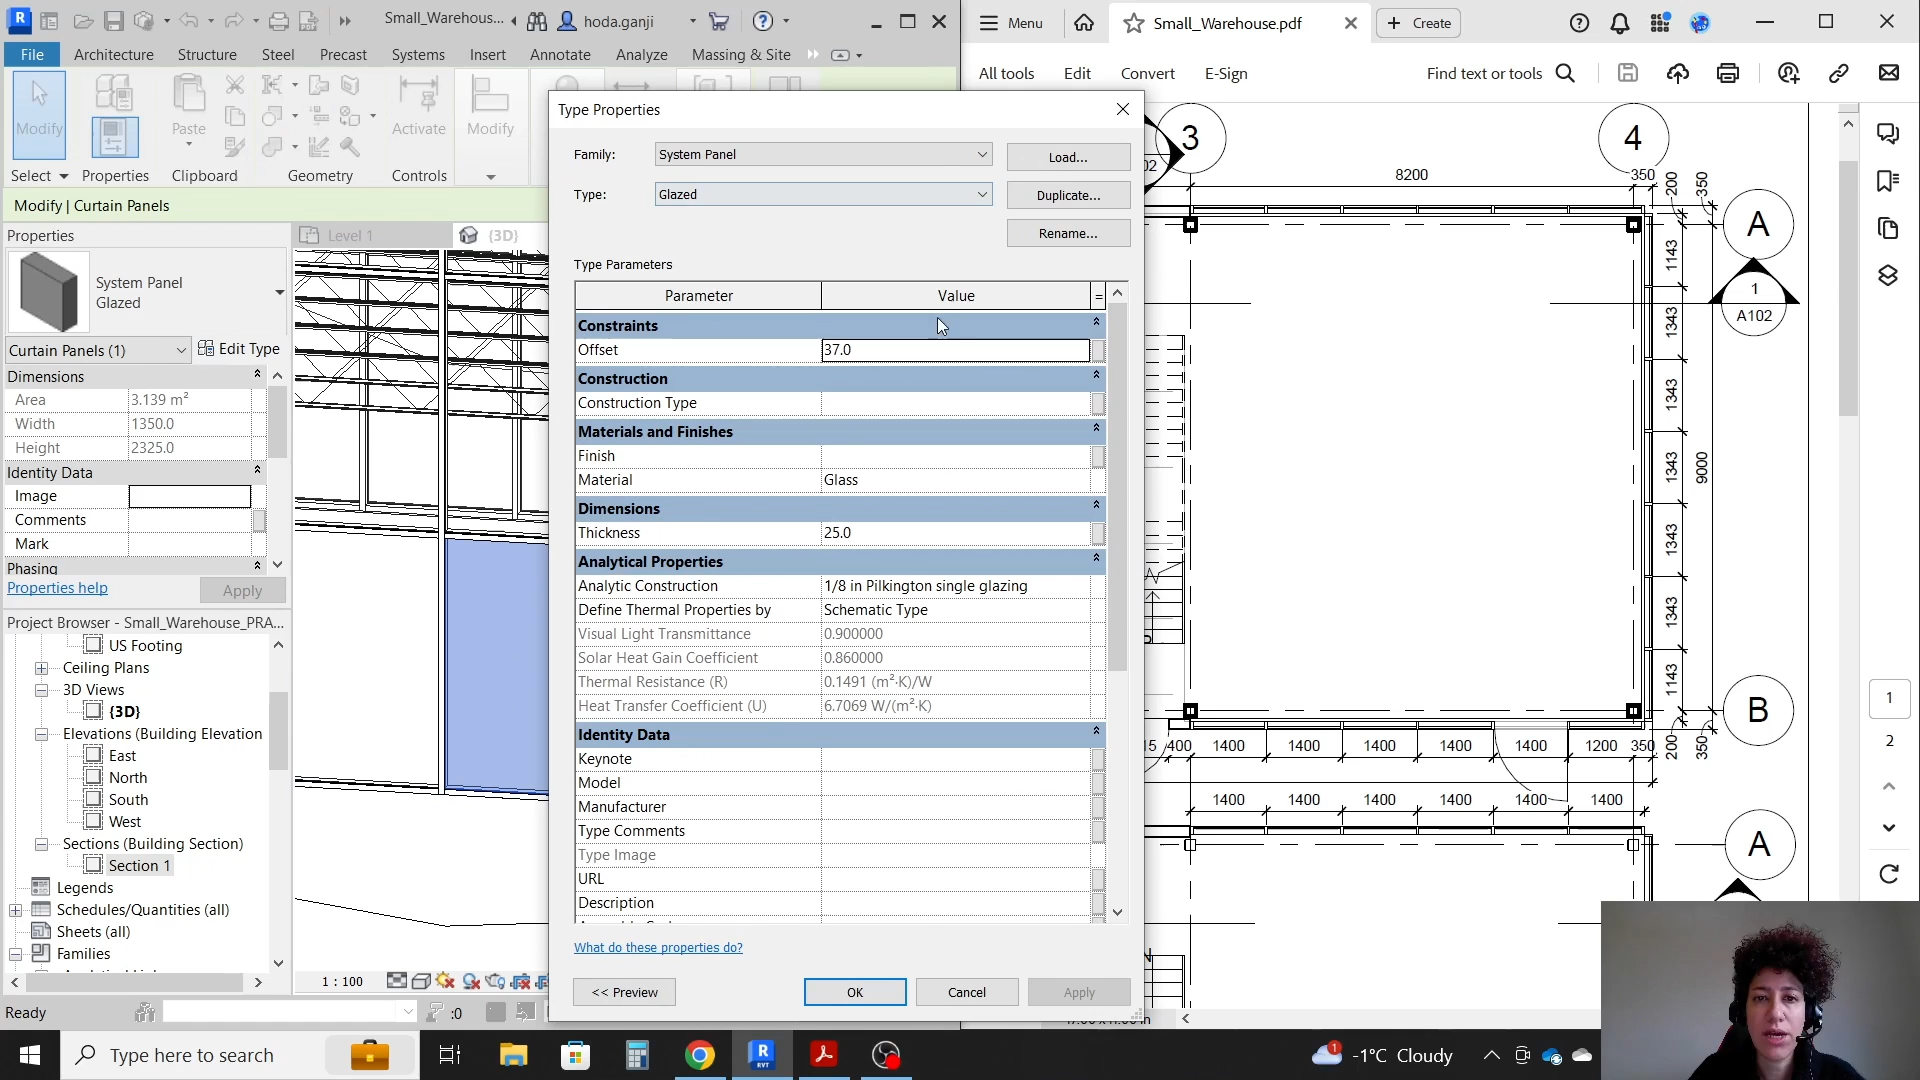 Small_Warehous...
hoda.ganji
File
Architecture
Structure
Steel
Precast
Systems
Insert
Annotate
Analyze
Massing & Site
Modify
Paste
Activate
Modify
Select
Properties
Clipboard
Geometry
Controls
Modify | Curtain Panels
Properties
Level 1
{3D}
System Panel
Glazed
Curtain Panels (1)
Edit Type
Dimensions
Area 3.139 m²
Width 1350.0
Height 2325.0
Identity Data
Image
Comments
Mark
Phasing
Properties help
Apply
Project Browser - Small_Warehouse_PRA...
US Footing
Ceiling Plans
3D Views
{3D}
Elevations (Building Elevation
East
North
South
West
Sections (Building Section)
Section 1
Legends
Schedules/Quantities (all)
Sheets (all)
Families
1 : 100
Ready
:0
Type Properties
Family: System Panel
Load...
Type: Glazed
Duplicate...
Rename...
Type Parameters
Parameter Value =
Constraints
Offset 37.0
Construction
Construction Type
Materials and Finishes
Finish
Material Glass
Dimensions
Thickness 25.0
Analytical Properties
Analytic Construction 1/8 in Pilkington single glazing
Define Thermal Properties by Schematic Type
Visual Light Transmittance 0.900000
Solar Heat Gain Coefficient 0.860000
Thermal Resistance (R) 0.1491 (m²·K)/W
Heat Transfer Coefficient (U) 6.7069 W/(m²·K)
Identity Data
Keynote
Model
Manufacturer
Type Comments
Type Image
URL
Description
What do these properties do?
<< Preview
OK
Cancel
Apply
Menu
Small_Warehouse.pdf
Create
All tools
Edit
Convert
E-Sign
Find text or tools
3
4
02
8200
350
200
350
A
1143
1
A102
1343
1343
1343
9000
1343
1343
1143
B
15 400 1400 1400 1400 1400 1400 1200 350
200
350
1400 1400 1400 1400 1400 1400
A
1
2
Type here to search
1
-1°C Cloudy